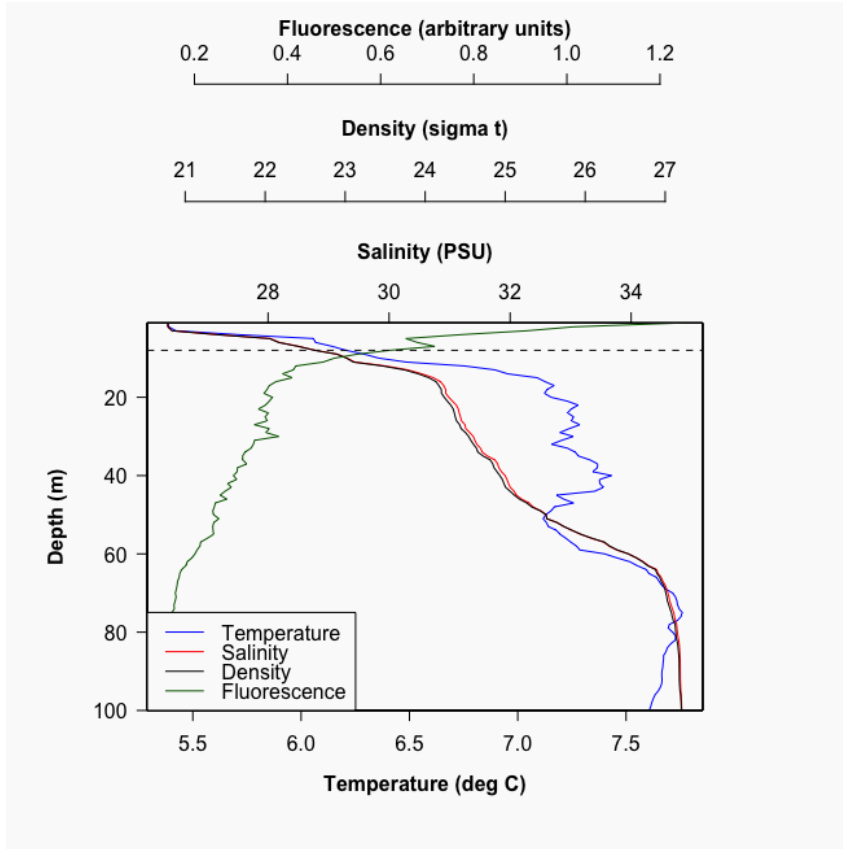 Fluorescence (arbitrary units)
0.2 0.4 0.6 0.8 1.0 1.2
Density (sigma t)
21 22 23 24 25 26 27
Salinity (PSU)
28 30 32 34
20
40
60
80
100
Depth (m)
Temperature
Salinity
Density
Fluorescence
5.5 6.0 6.5 7.0 7.5
Temperature (deg C)